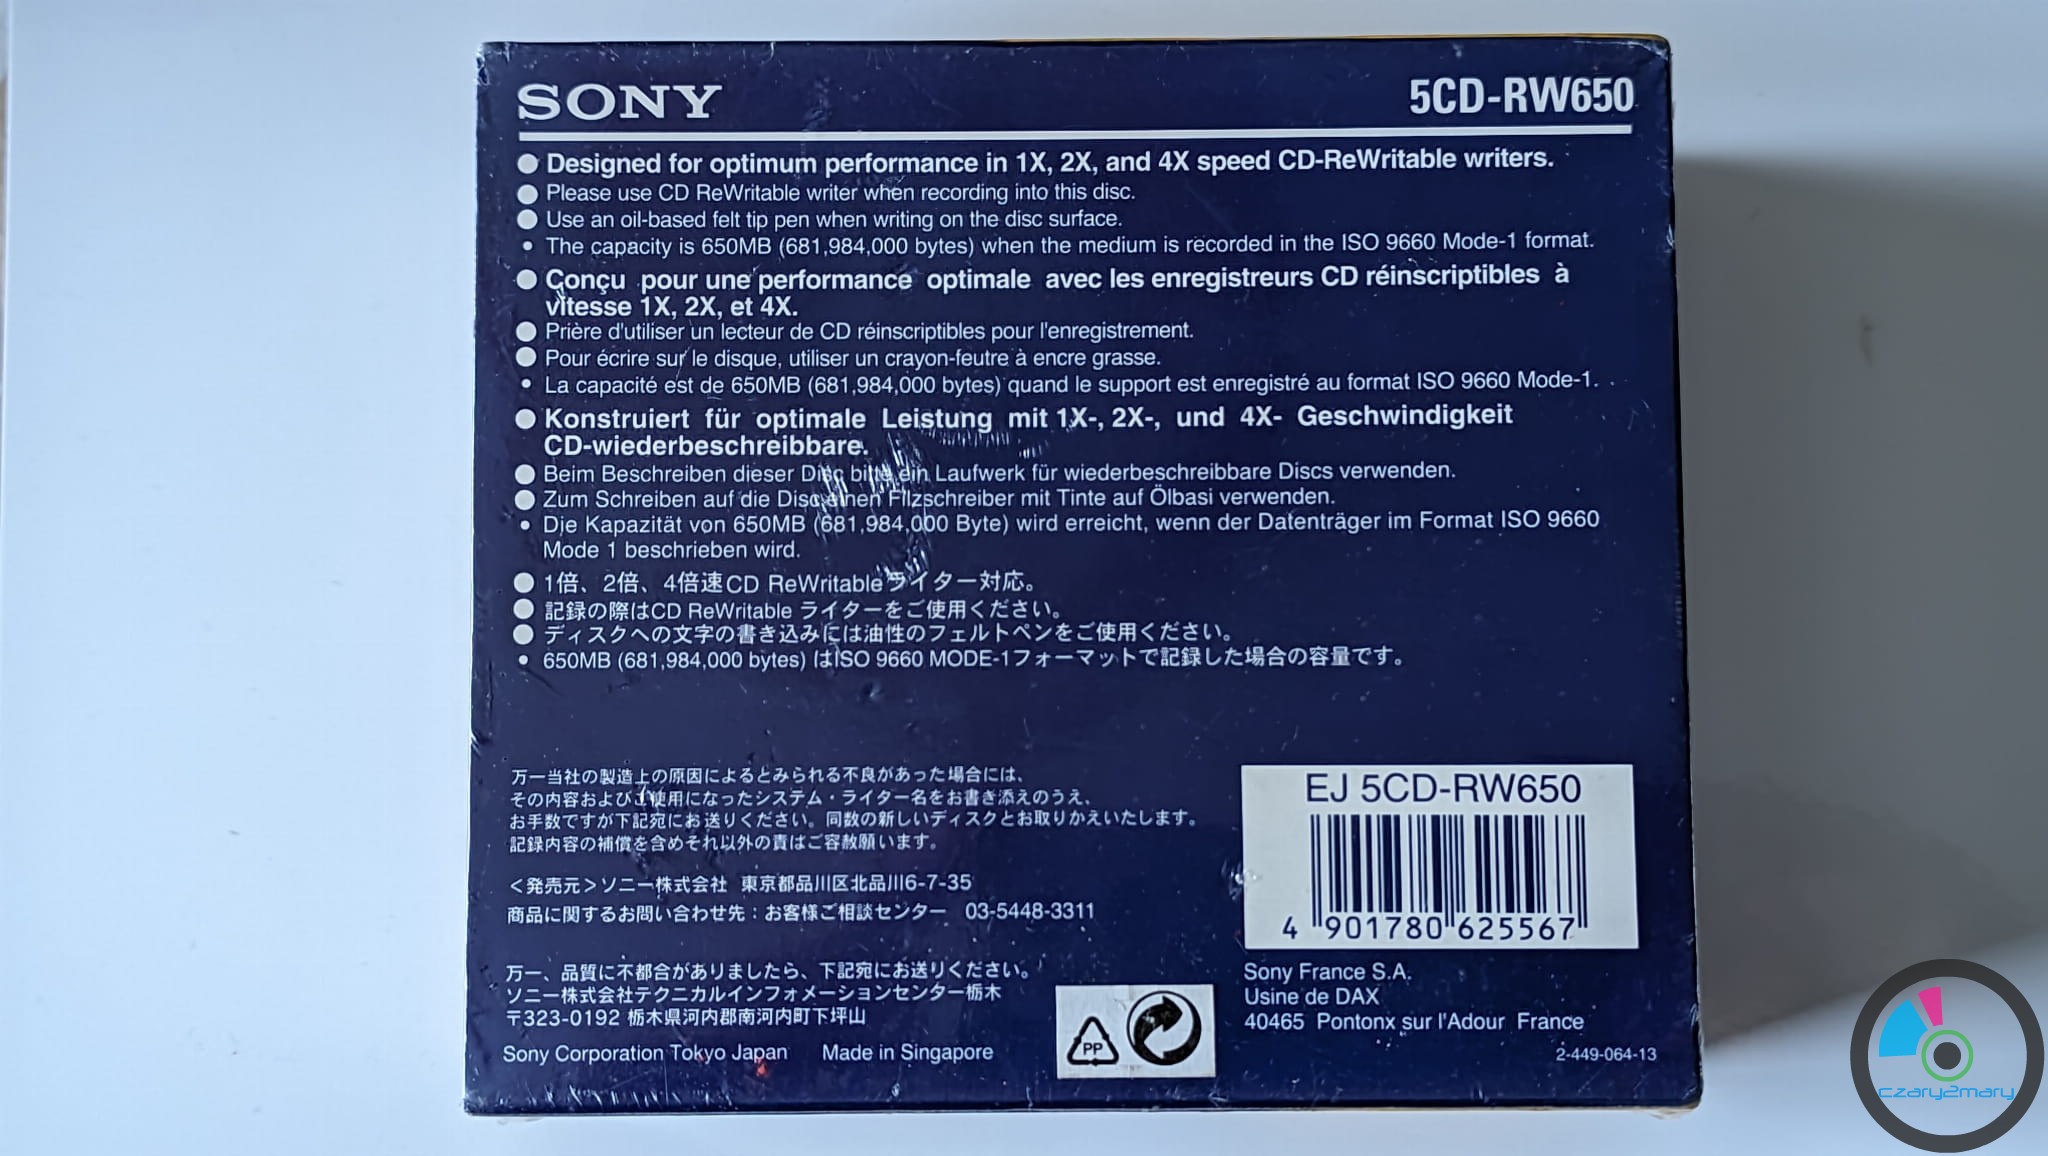 SONY
5CD-RW650
● Designed for optimum performance in 1X, 2X, and 4X speed CD-ReWritable writers.
● Please use CD ReWritable writer when recording into this disc.
● Use an oil-based felt tip pen when writing on the disc surface.
• The capacity is 650MB (681,984,000 bytes) when the medium is recorded in the ISO 9660 Mode-1 format.
● Conçu pour une performance optimale avec les enregistreurs CD réinscriptibles à
vitesse 1X, 2X, et 4X.
● Prière d'utiliser un lecteur de CD réinscriptibles pour l'enregistrement.
● Pour écrire sur le disque, utiliser un crayon-feutre à encre grasse.
• La capacité est de 650MB (681,984,000 bytes) quand le support est enregistré au format ISO 9660 Mode-1.
● Konstruiert für optimale Leistung mit 1X-, 2X-, und 4X- Geschwindigkeit
CD-wiederbeschreibbare.
● Beim Beschreiben dieser Disc bitte ein Laufwerk für wiederbeschreibbare Discs verwenden.
● Zum Schreiben auf die Disc einen Filzschreiber mit Tinte auf Ölbasi verwenden.
• Die Kapazität von 650MB (681,984,000 Byte) wird erreicht, wenn der Datenträger im Format ISO 9660
Mode 1 beschrieben wird.
● 1倍、2倍、4倍速CD ReWritableライター対応。
● 記録の際はCD ReWritable ライターをご使用ください。
● ディスクへの文字の書き込みには油性のフェルトペンをご使用ください。
• 650MB (681,984,000 bytes) はISO 9660 MODE-1フォーマットで記録した場合の容量です。
万一当社の製造上の原因によるとみられる不良があった場合には、
その内容およびご使用になったシステム・ライター名をお書き添えのうえ、
お手数ですが下記宛にお送りください。同数の新しいディスクとお取りかえいたします。
記録内容の補償を含めそれ以外の責はご容赦願います。
<発売元>ソニー株式会社 東京都品川区北品川6-7-35
商品に関するお問い合わせ先：お客様ご相談センター 03-5448-3311
万一、品質に不都合がありましたら、下記宛にお送りください。
ソニー株式会社テクニカルインフォメーションセンター栃木
〒323-0192 栃木県河内郡南河内町下坪山
Sony Corporation Tokyo Japan Made in Singapore
PP
EJ 5CD-RW650
4 901780 625567
Sony France S.A.
Usine de DAX
40465 Pontonx sur l'Adour France
2-449-064-13
czary2mary